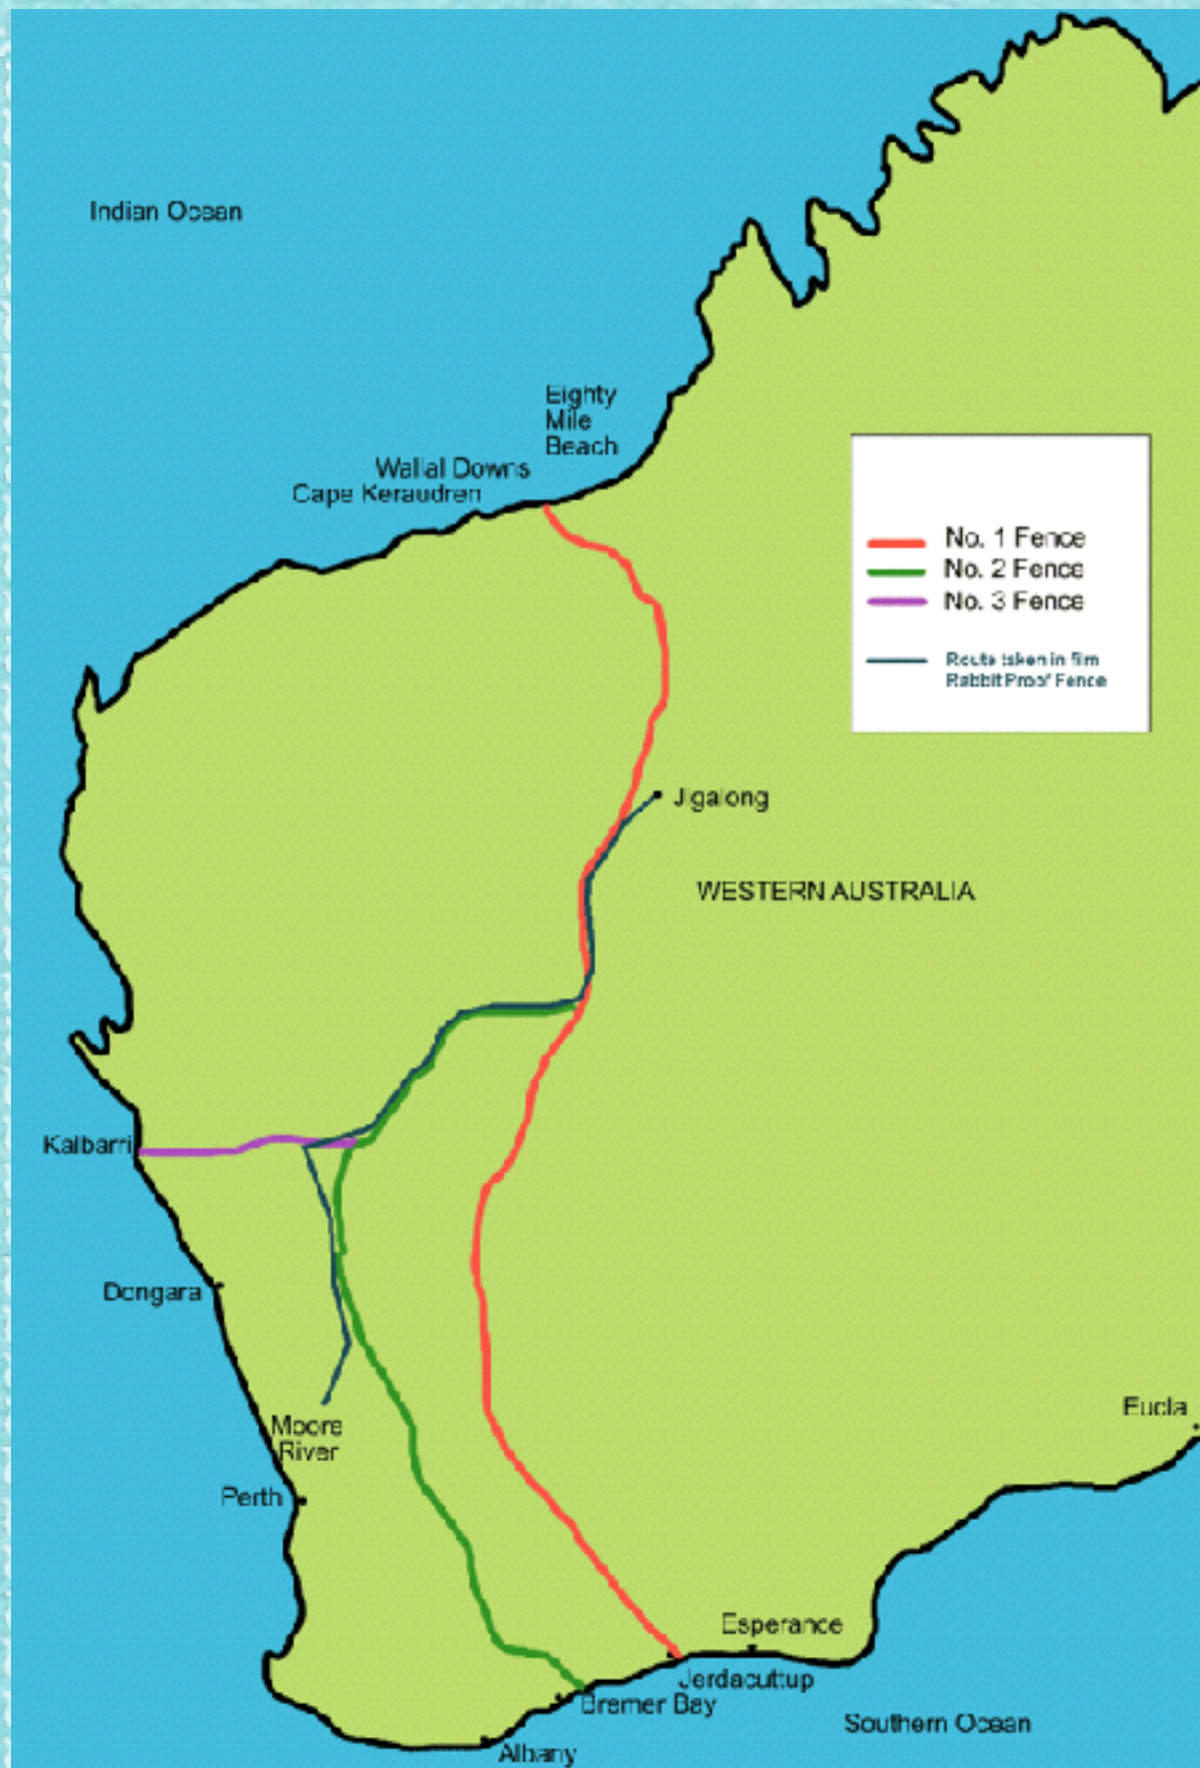 Indian Ocean
Eighty
Mile
Beach
Wallal Downs
Cape Keraudren
No. 1 Fence
No. 2 Fence
No. 3 Fence
Route taken in film
Rabbit Proof Fence
Jigalong
WESTERN AUSTRALIA
Kalbarri
Dongara
Eucla
Moore
River
Perth
Esperance
Jerdacuttup
Bremer Bay
Southern Ocean
Albany